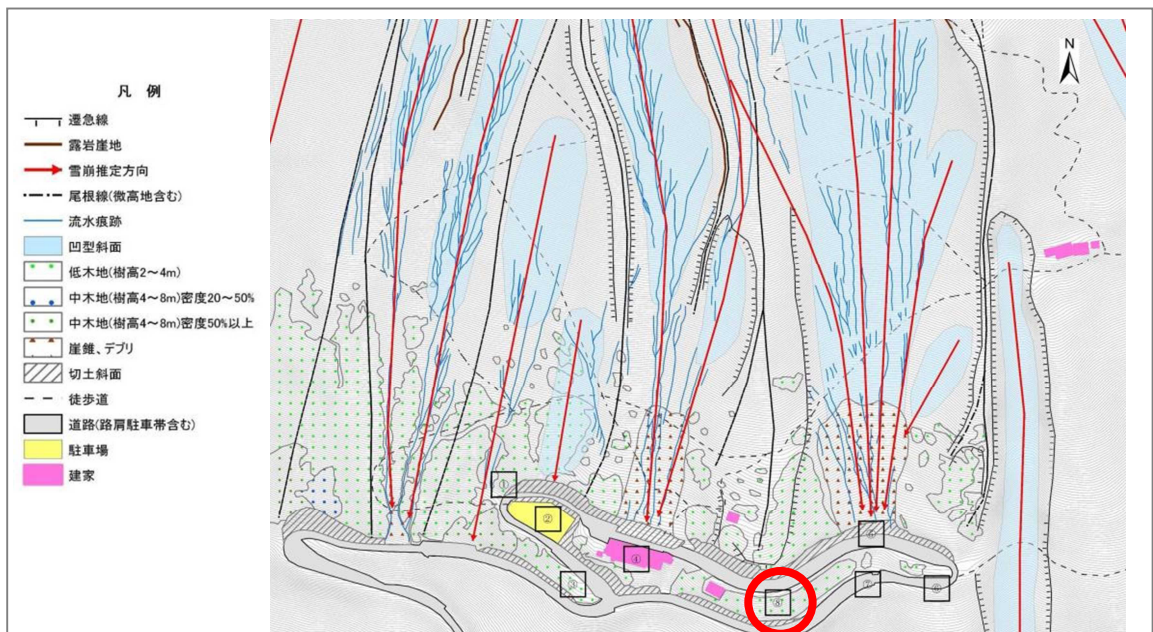 凡 例
遷急線
露岩崖地
雪崩推定方向
尾根線(微高地含む)
流水痕跡
凹型斜面
低木地(樹高2～4m)
中木地(樹高4～8m)密度20～50%
中木地(樹高4～8m)密度50%以上
崖錐、デブリ
切土斜面
徒歩道
道路(路肩駐車帯含む)
駐車場
建家
N
①
②
④
③
⑦